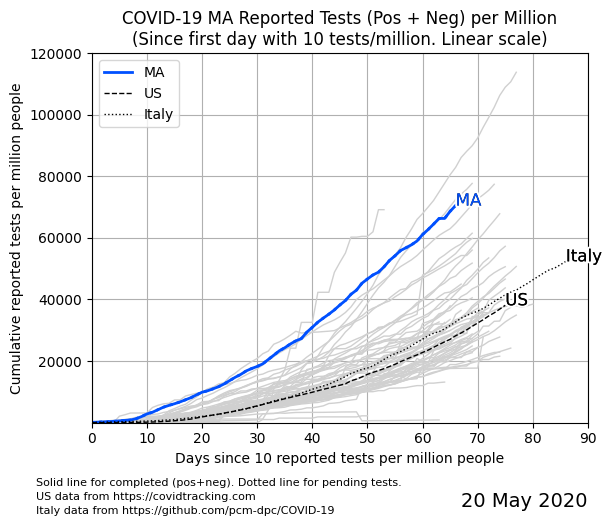 COVID-19 MA Reported Tests (Pos + Neg) per Million
(Since first day with 10 tests/million. Linear scale)
Cumulative reported tests per million people
120000
100000
80000
60000
40000
20000
MA
US
Italy
MA
Italy
US
0 10 20 30 40 50 60 70 80 90
Days since 10 reported tests per million people
Solid line for completed (pos+neg). Dotted line for pending tests.
US data from https://covidtracking.com
Italy data from https://github.com/pcm-dpc/COVID-19
20 May 2020